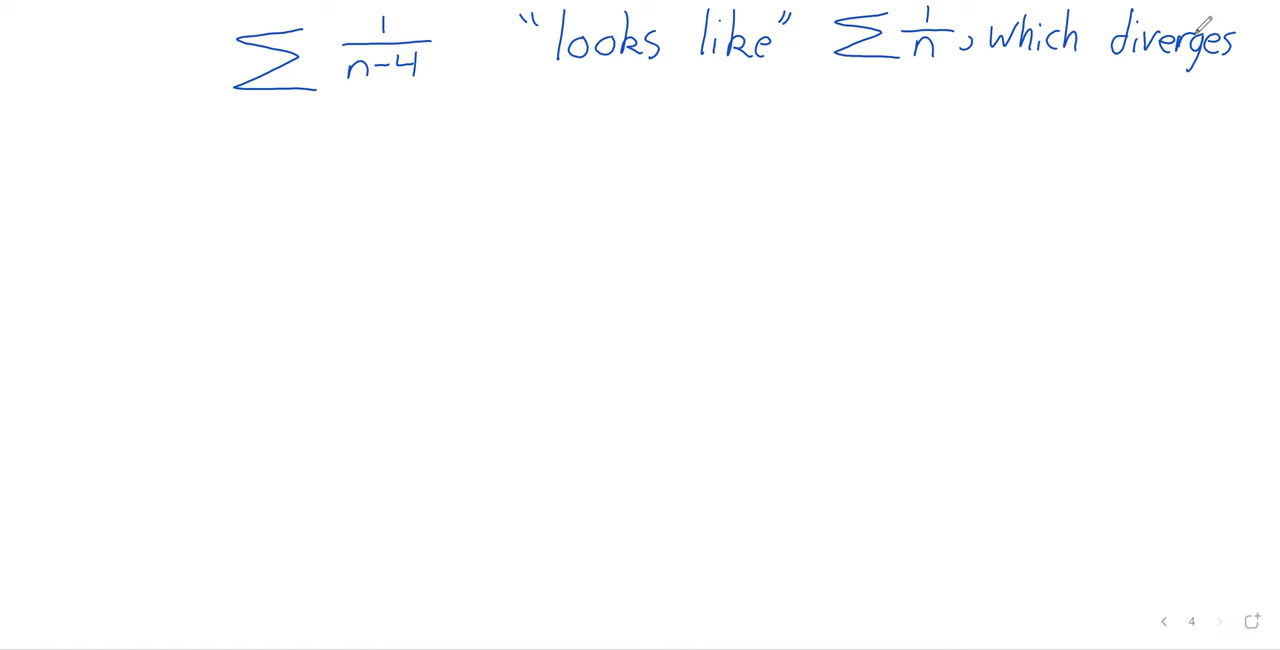 ∑ 1/(n-4) “looks like” ∑ 1/n, which diverges
< 4 >